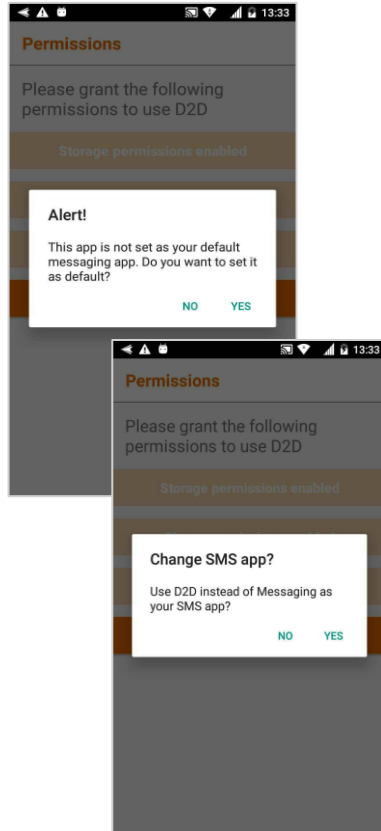 13:33
Permissions
Please grant the following
permissions to use D2D
Storage permissions enabled
Alert!
This app is not set as your default
messaging app. Do you want to set it
as default?
NO YES
13:33
Permissions
Please grant the following
permissions to use D2D
Storage permissions enabled
Change SMS app?
Use D2D instead of Messaging as
your SMS app?
NO YES